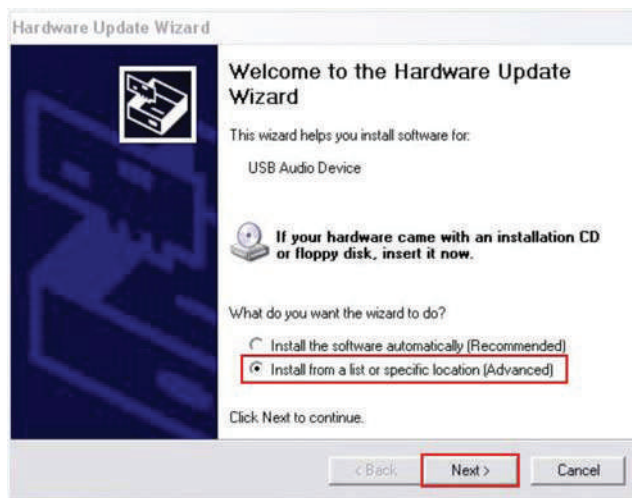 Hardware Update Wizard
Welcome to the Hardware Update
Wizard
This wizard helps you install software for:
USB Audio Device
If your hardware came with an installation CD
or floppy disk, insert it now.
What do you want the wizard to do?
Install the software automatically (Recommended)
Install from a list or specific location (Advanced)
Click Next to continue.
< Back
Next >
Cancel